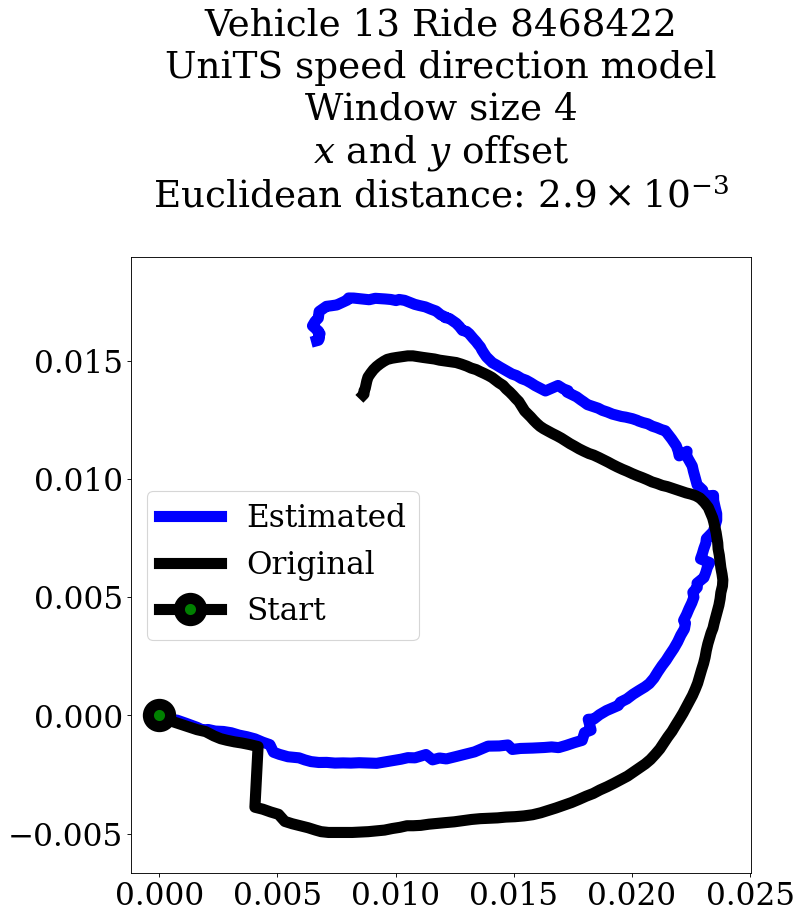 Vehicle 13 Ride 8468422
UniTS speed direction model
Window size 4
x and y offset
Euclidean distance: 2.9 × 10⁻³
0.015
0.010
0.005
0.000
−0.005
Estimated
Original
Start
0.000 0.005 0.010 0.015 0.020 0.025